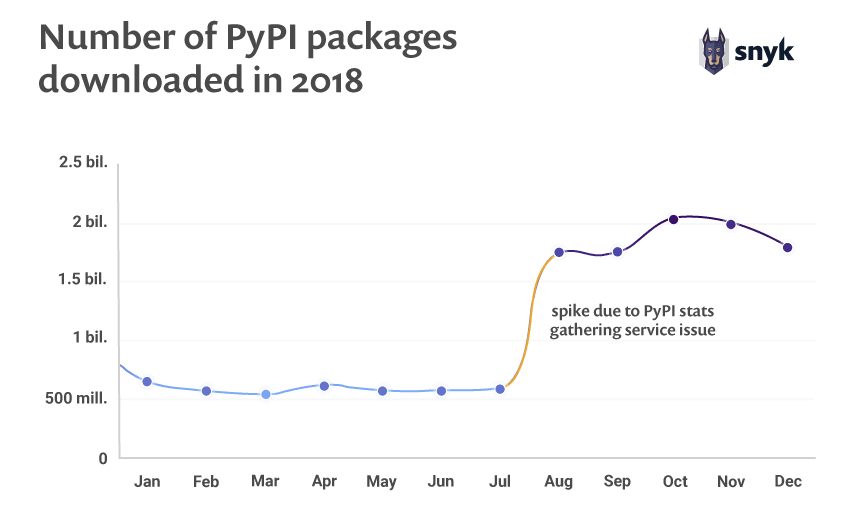 Number of PyPI packages
downloaded in 2018
snyk
2.5 bil.
2 bil.
1.5 bil.
1 bil.
500 mill.
0
spike due to PyPI stats
gathering service issue
Jan Feb Mar Apr May Jun Jul Aug Sep Oct Nov Dec